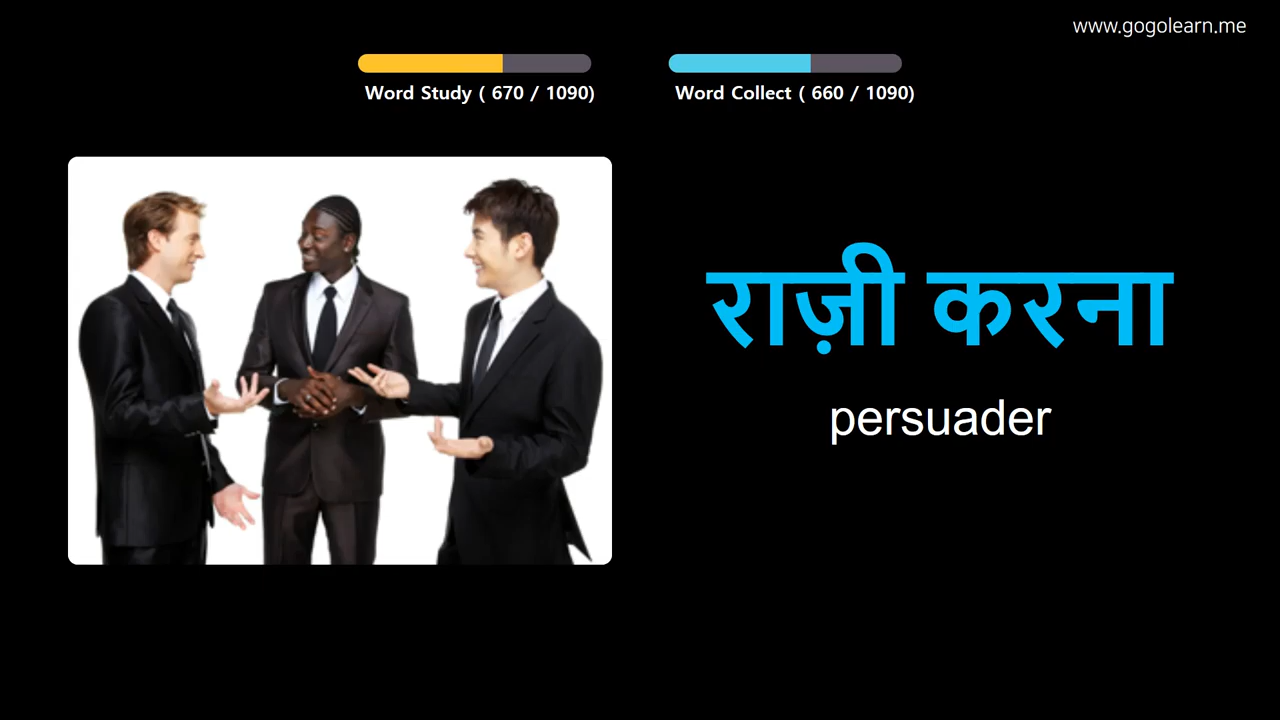 www.gogolearn.me
Word Study ( 670 / 1090)
Word Collect ( 660 / 1090)
राज़ी करना
persuader